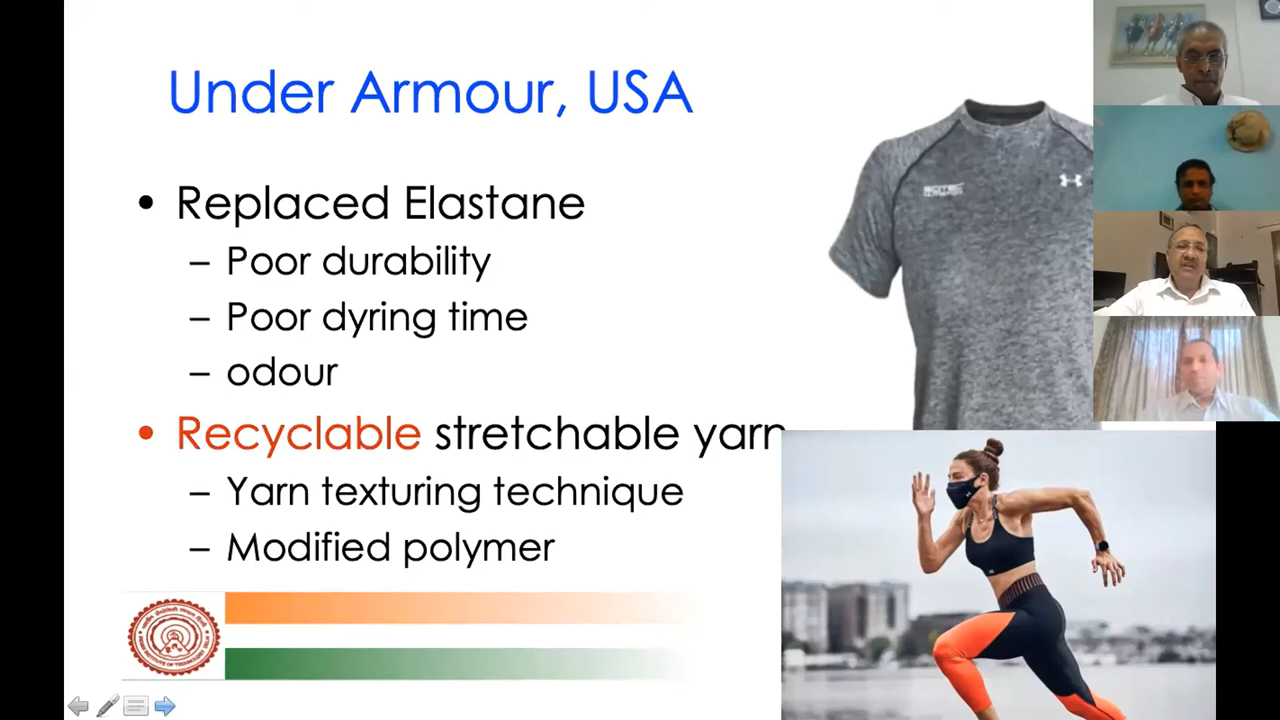 Under Armour, USA
• Replaced Elastane
– Poor durability
– Poor dyring time
– odour
• Recyclable stretchable yarn
– Yarn texturing technique
– Modified polymer